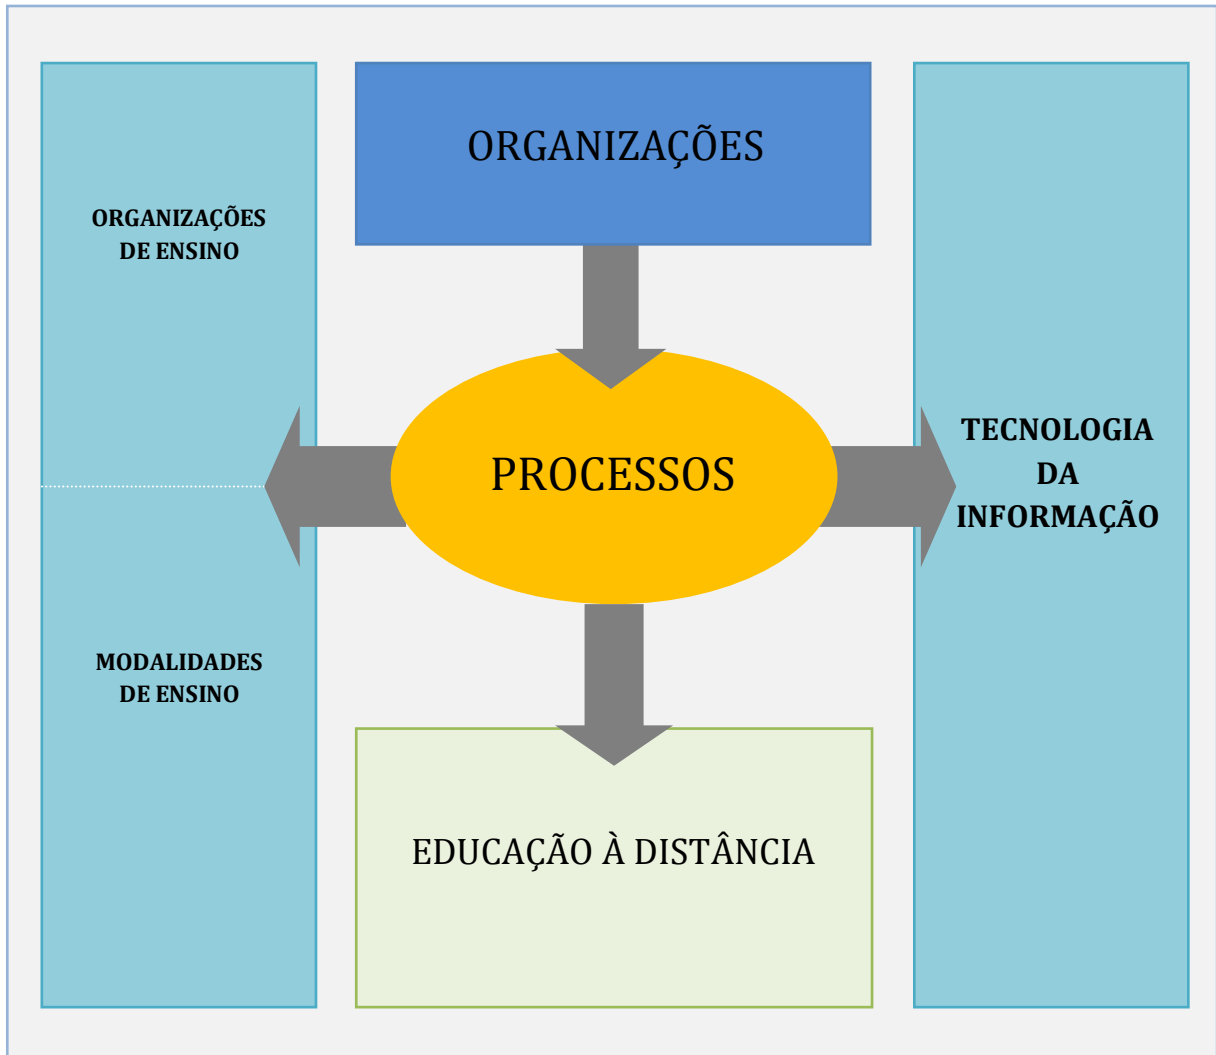 ORGANIZAÇÕES
ORGANIZAÇÕES
DE ENSINO
PROCESSOS
TECNOLOGIA
DA
INFORMAÇÃO
MODALIDADES
DE ENSINO
EDUCAÇÃO À DISTÂNCIA